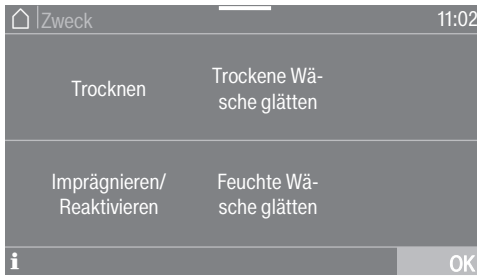 Zweck
11:02
Trocknen
Trockene Wä-
sche glätten
Imprägnieren/
Reaktivieren
Feuchte Wä-
sche glätten
i
OK